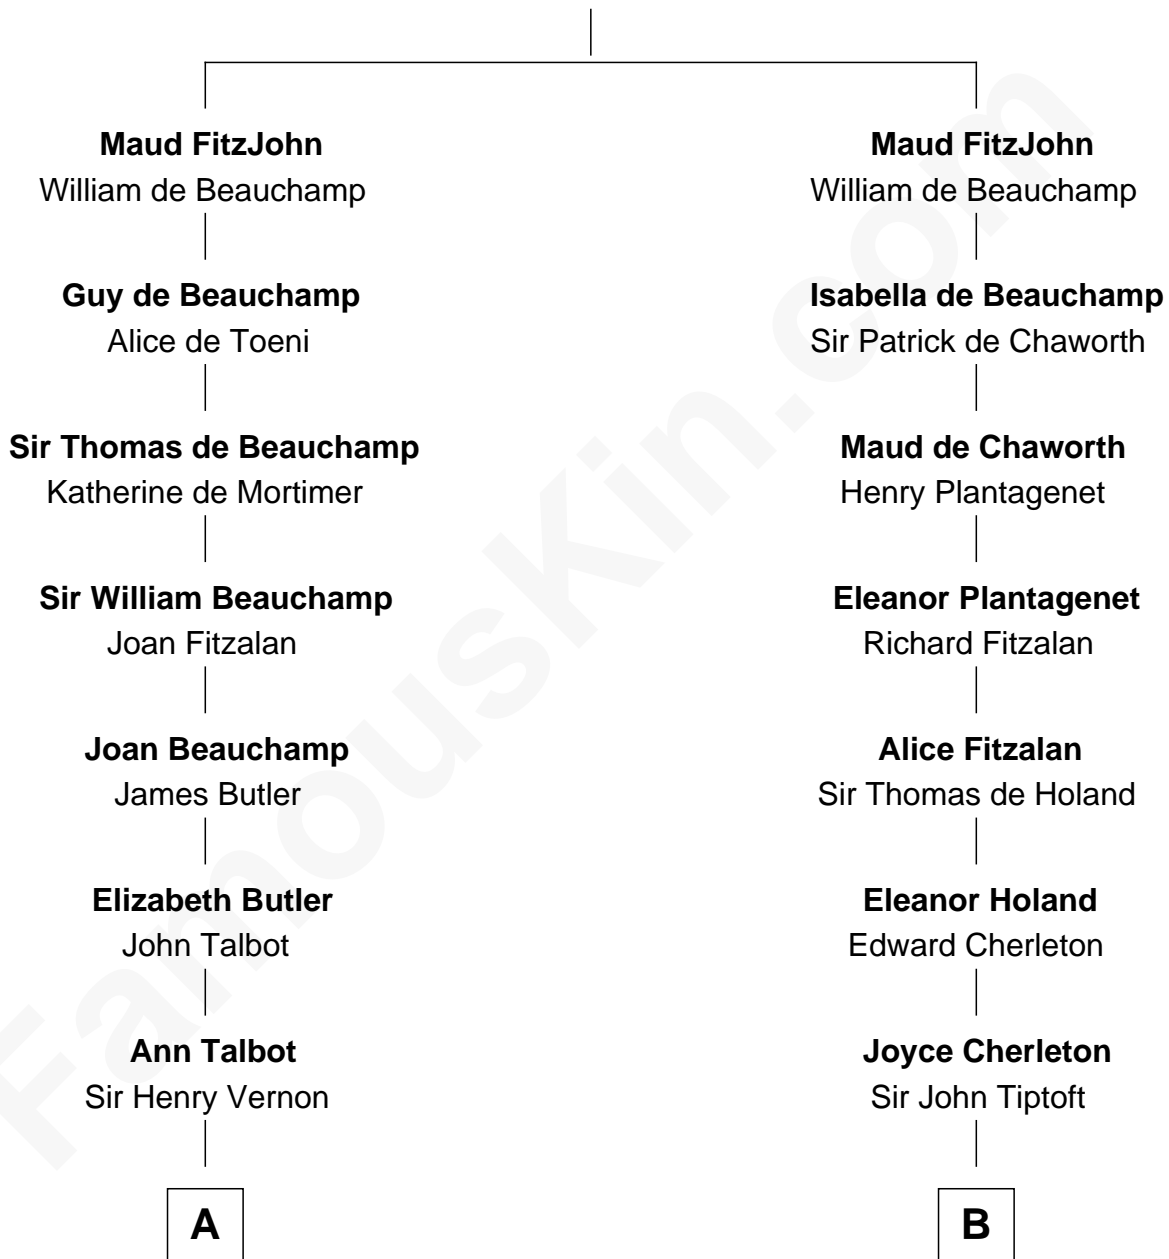 Maud FitzJohn
William de Beauchamp
Guy de Beauchamp
Alice de Toeni
Sir Thomas de Beauchamp
Katherine de Mortimer
Sir William Beauchamp
Joan Fitzalan
Joan Beauchamp
James Butler
Elizabeth Butler
John Talbot
Ann Talbot
Sir Henry Vernon
A
Maud FitzJohn
William de Beauchamp
Isabella de Beauchamp
Sir Patrick de Chaworth
Maud de Chaworth
Henry Plantagenet
Eleanor Plantagenet
Richard Fitzalan
Alice Fitzalan
Sir Thomas de Holand
Eleanor Holand
Edward Cherleton
Joyce Cherleton
Sir John Tiptoft
B
FamousKin.com